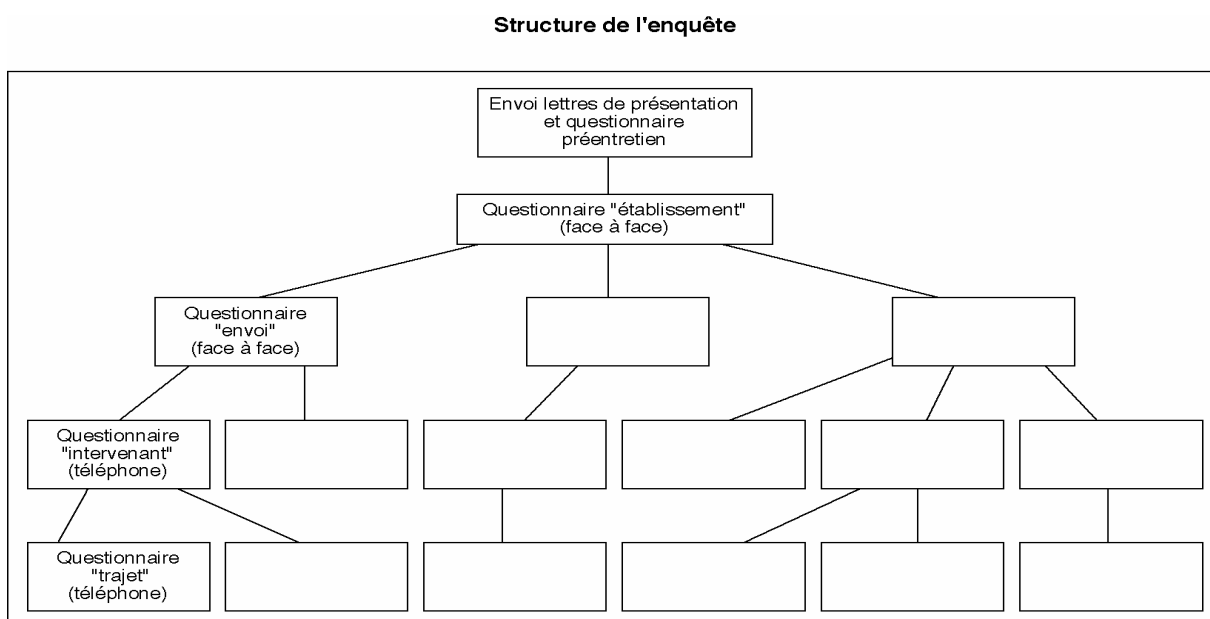 Structure de l'enquête
Envoi lettres de présentation
et questionnaire
préentretien
Questionnaire "établissement"
(face à face)
Questionnaire
"envoi"
(face à face)
Questionnaire
"intervenant"
(téléphone)
Questionnaire
"trajet"
(téléphone)